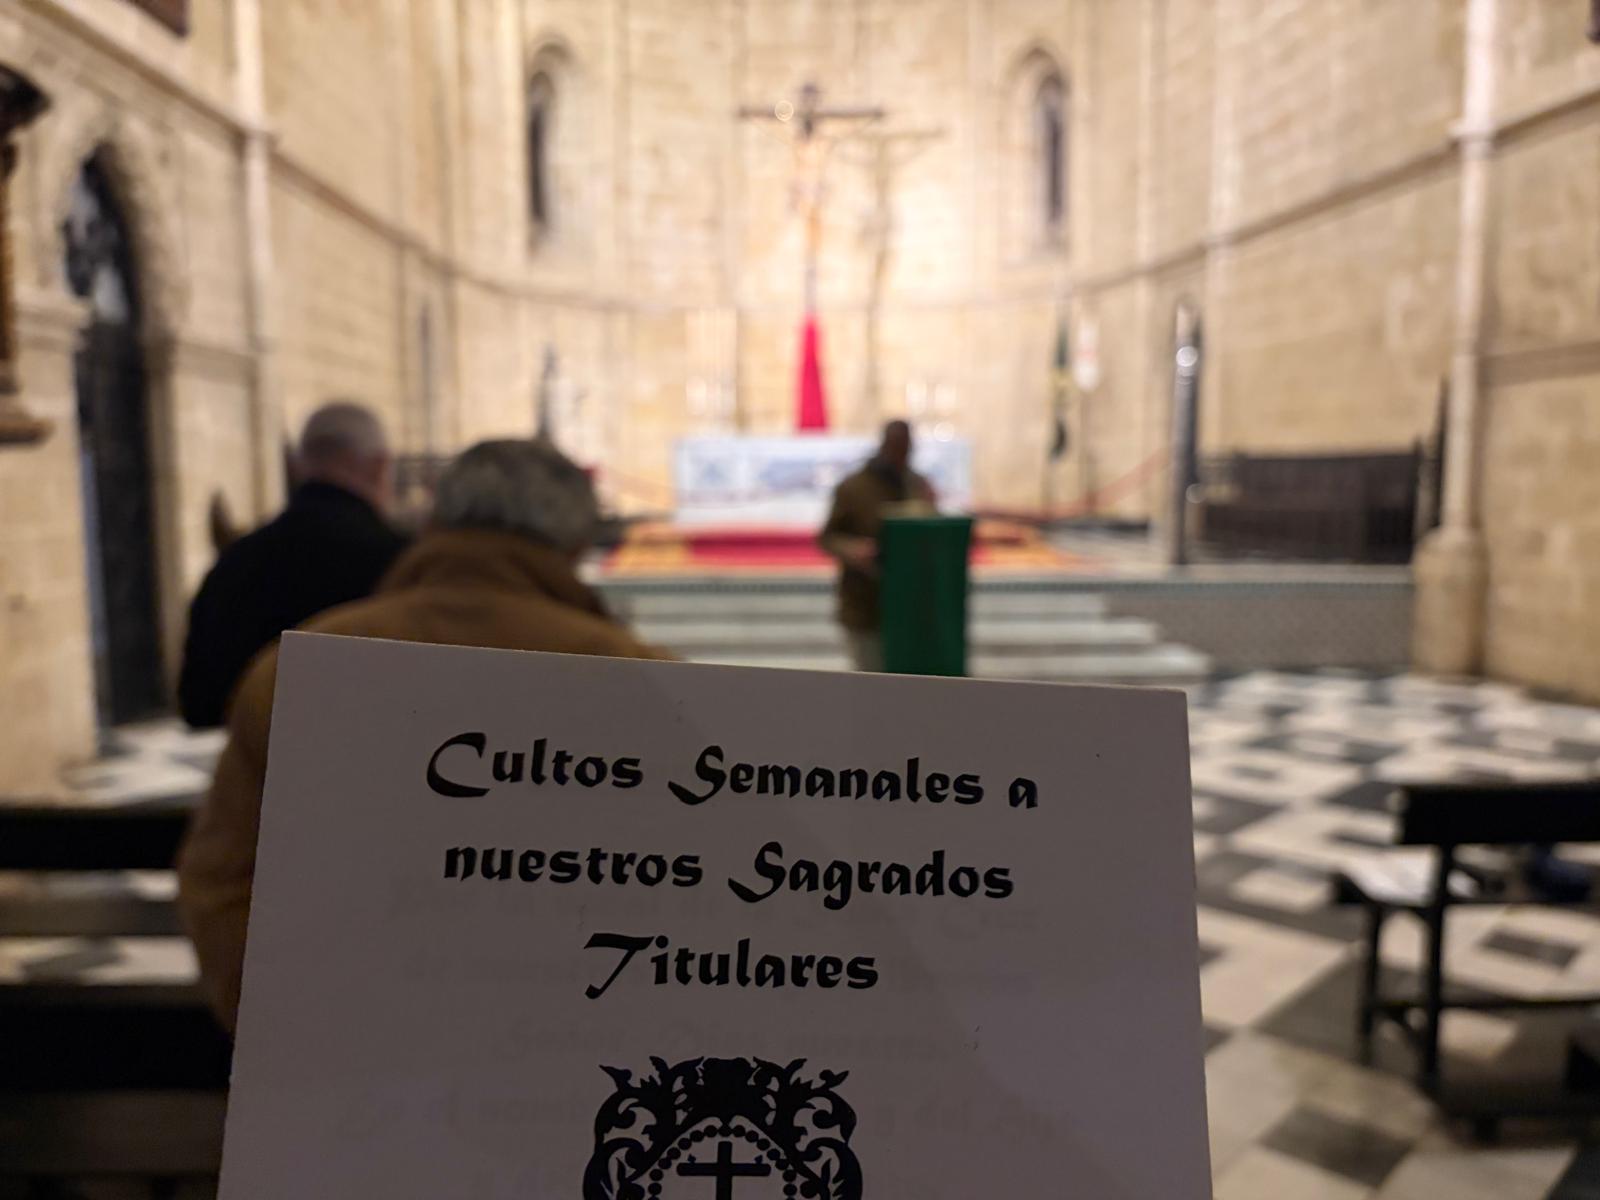 Cultos Semanales a
nuestros Sagrados
Titulares